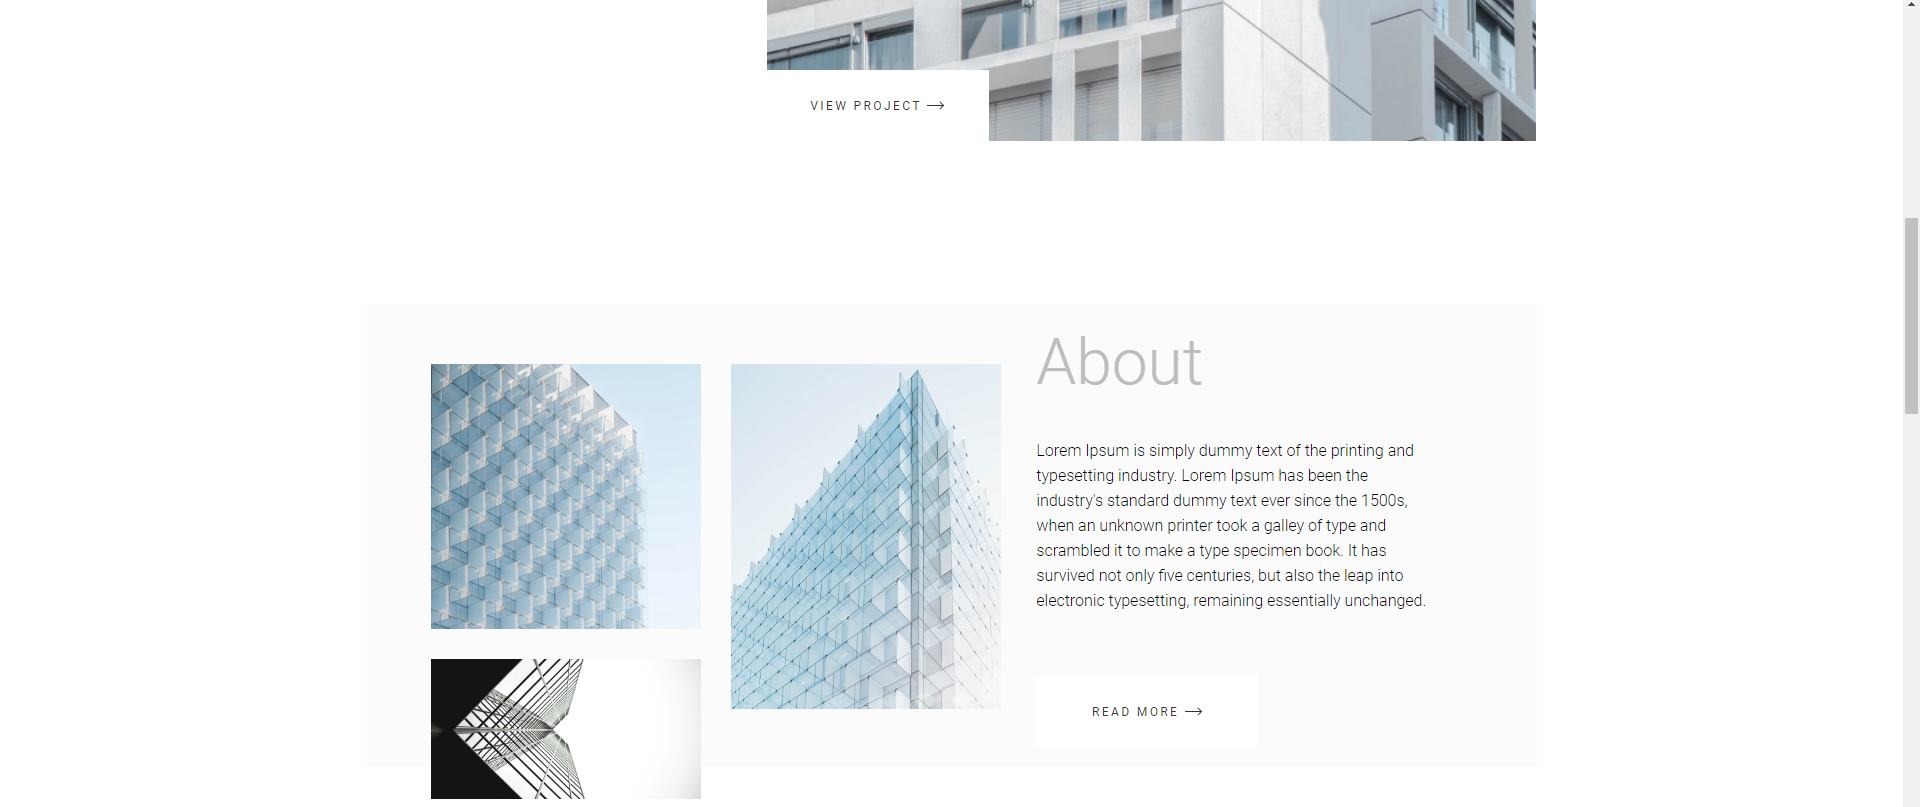 VIEW PROJECT
About
Lorem Ipsum is simply dummy text of the printing and
typesetting industry. Lorem Ipsum has been the
industry's standard dummy text ever since the 1500s,
when an unknown printer took a galley of type and
scrambled it to make a type specimen book. It has
survived not only five centuries, but also the leap into
electronic typesetting, remaining essentially unchanged.
READ MORE